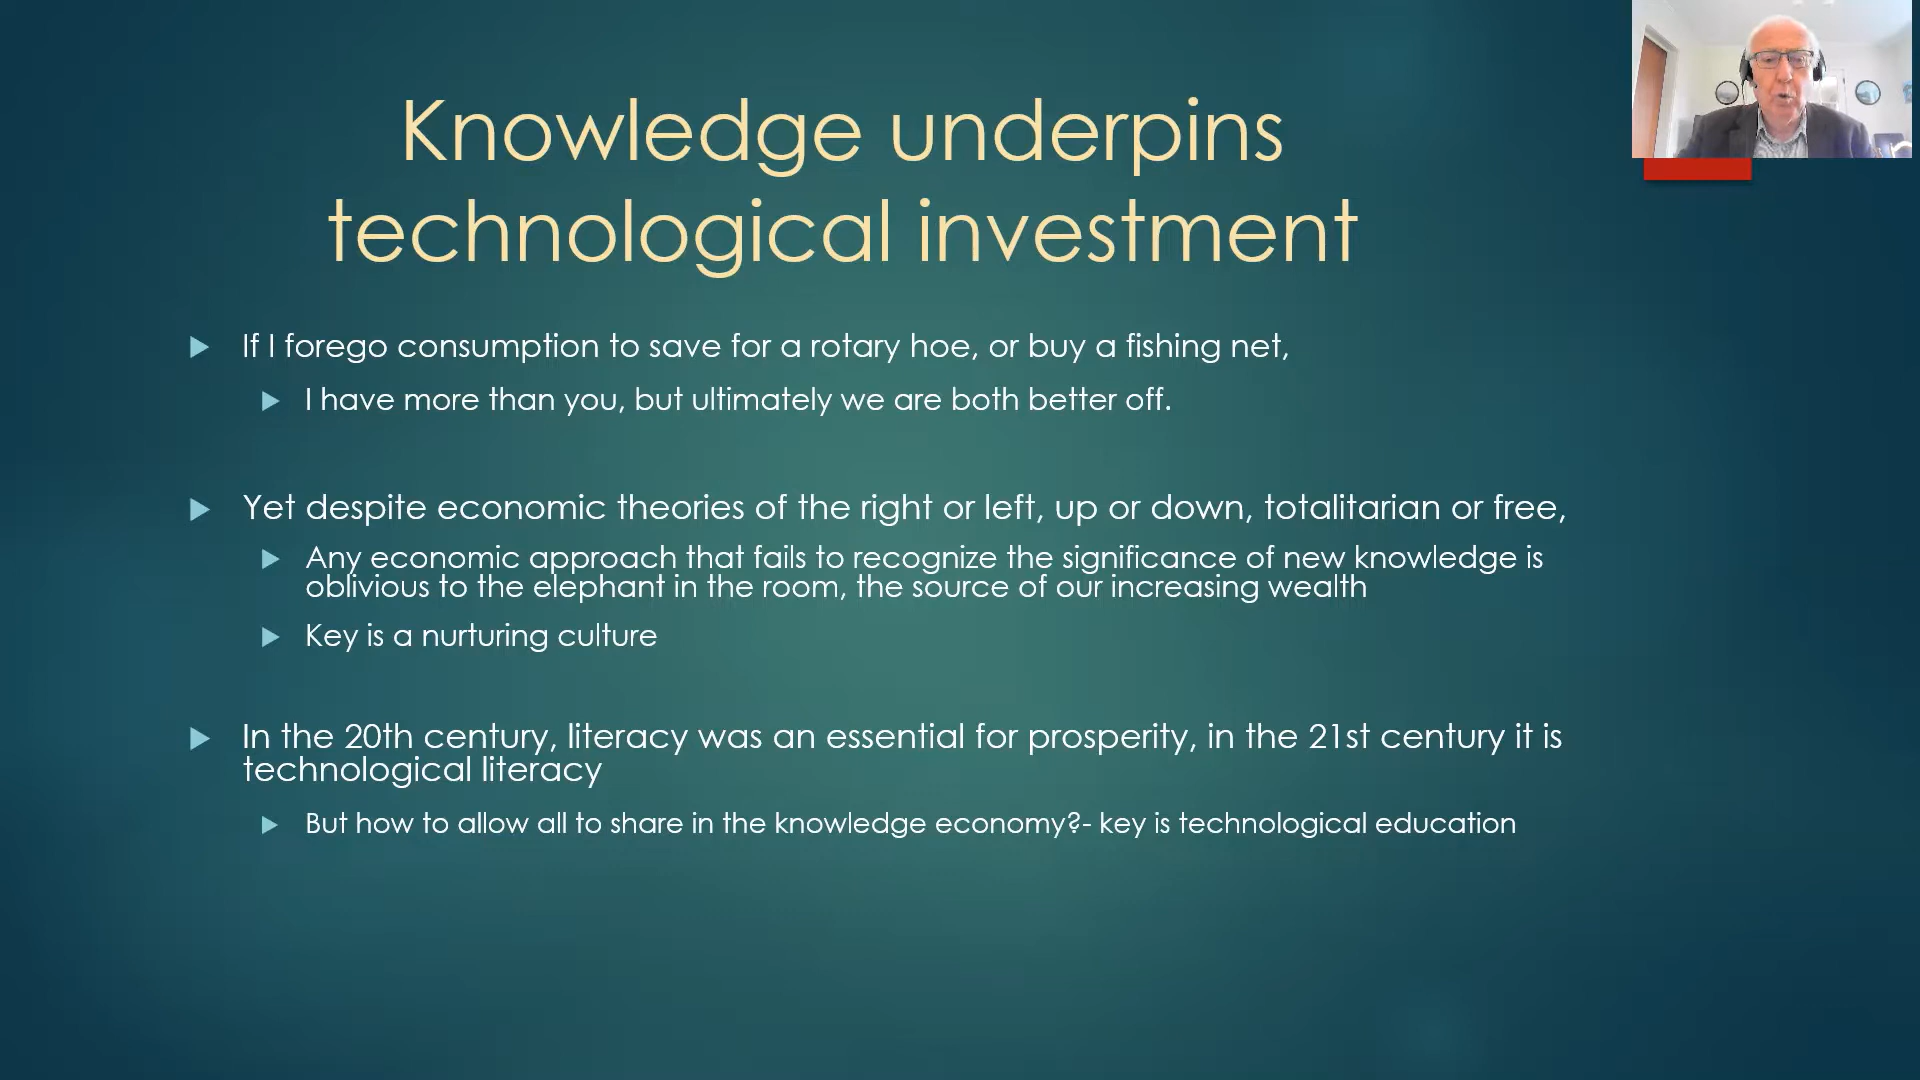 Knowledge underpins
technological investment
If I forego consumption to save for a rotary hoe, or buy a fishing net,
I have more than you, but ultimately we are both better off.
Yet despite economic theories of the right or left, up or down, totalitarian or free,
Any economic approach that fails to recognize the significance of new knowledge is
oblivious to the elephant in the room, the source of our increasing wealth
Key is a nurturing culture
In the 20th century, literacy was an essential for prosperity, in the 21st century it is
technological literacy
But how to allow all to share in the knowledge economy?- key is technological education